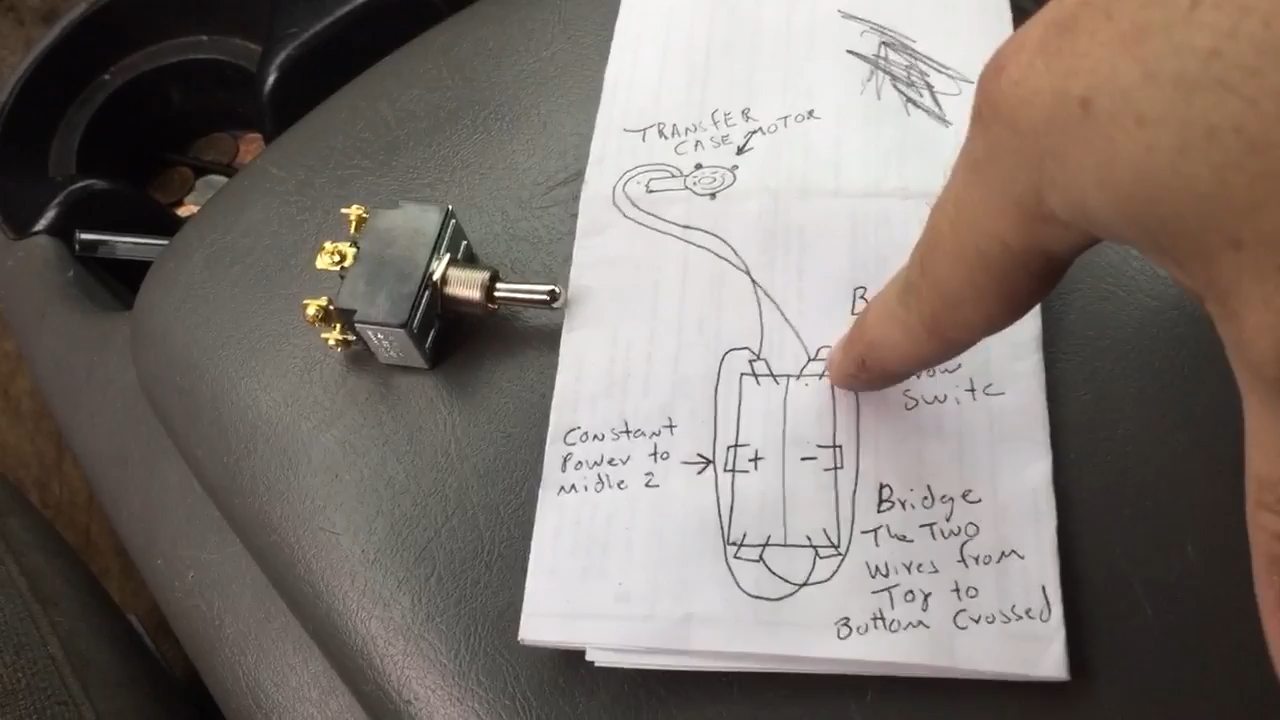 TRANSFER
CASE MOTOR
B
Switc
Constant
Power to
Midle 2
+ -
Bridge
The Two
Wires from
Top to
Bottom Crossed